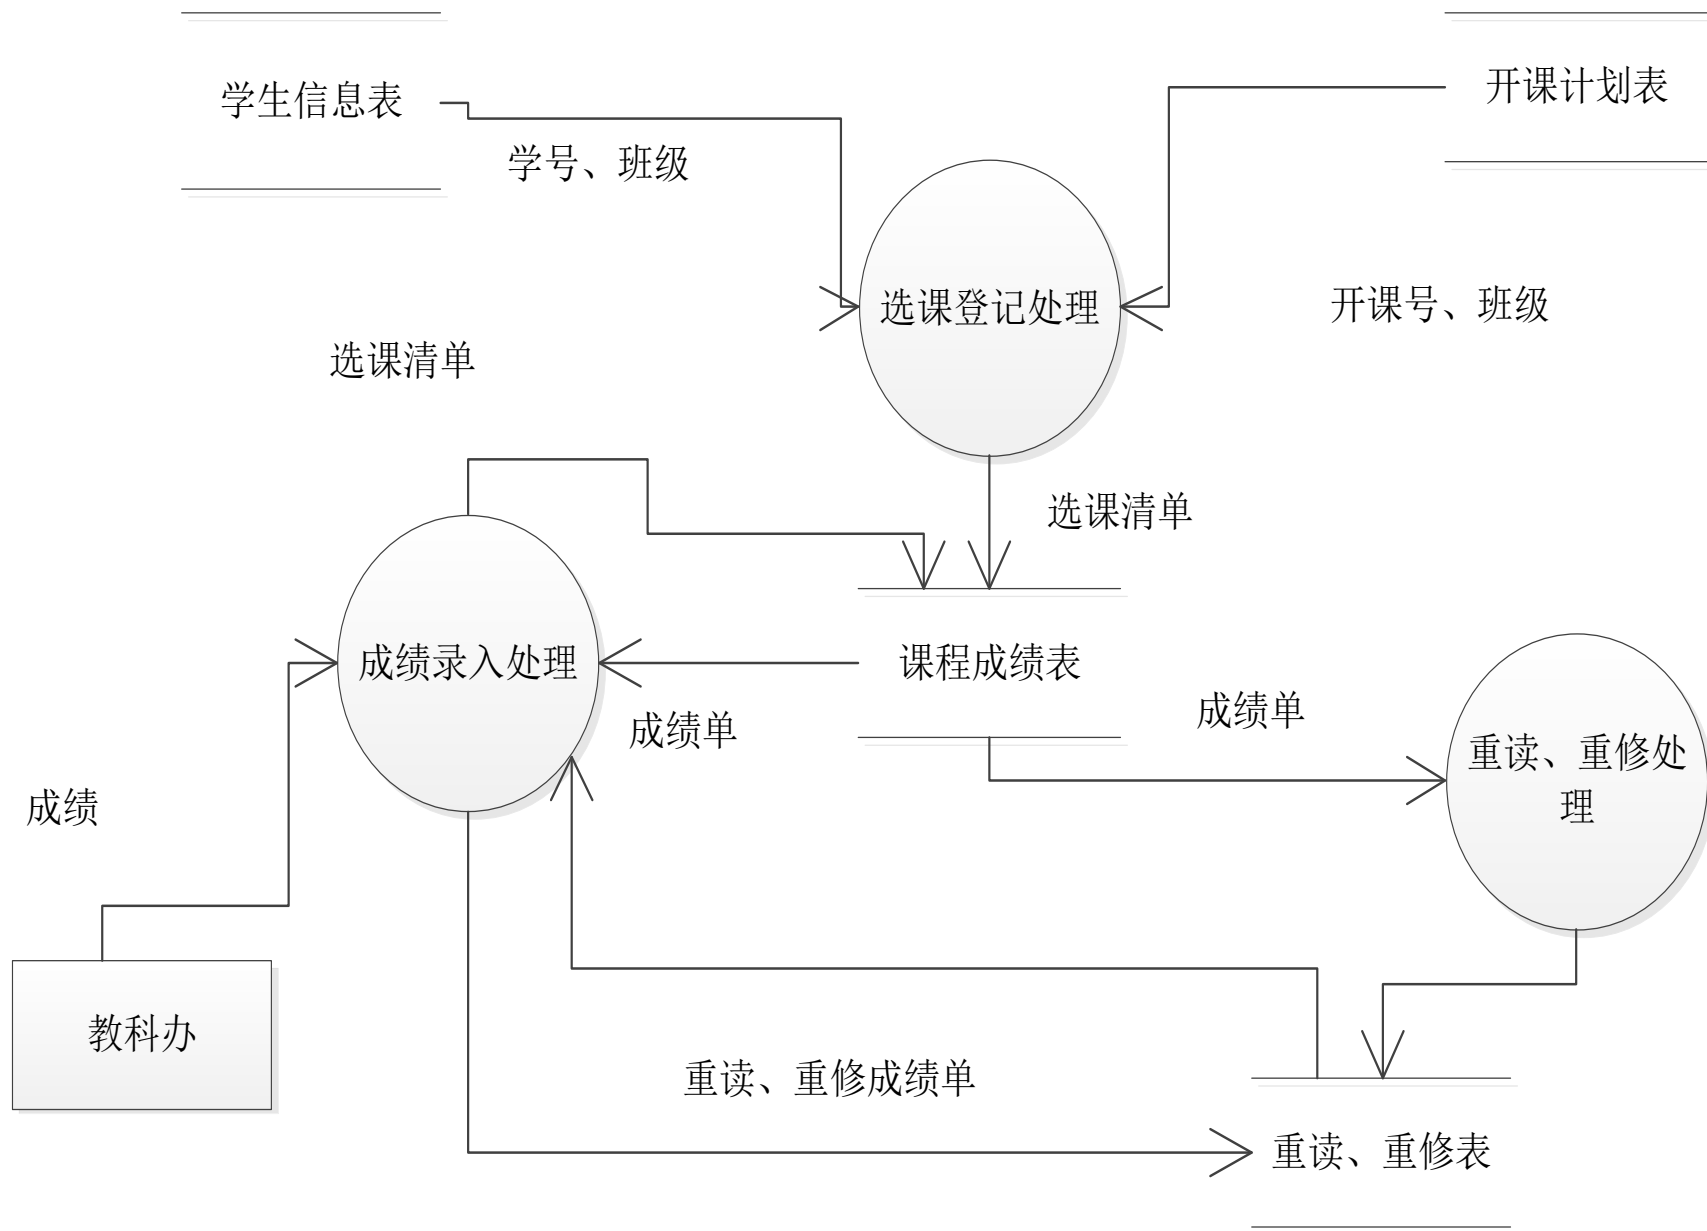 学生信息表
开课计划表
学号、班级
选课登记处理
开课号、班级
选课清单
选课清单
成绩录入处理
课程成绩表
成绩单
成绩单
重读、重修处
理
成绩
教科办
重读、重修成绩单
重读、重修表